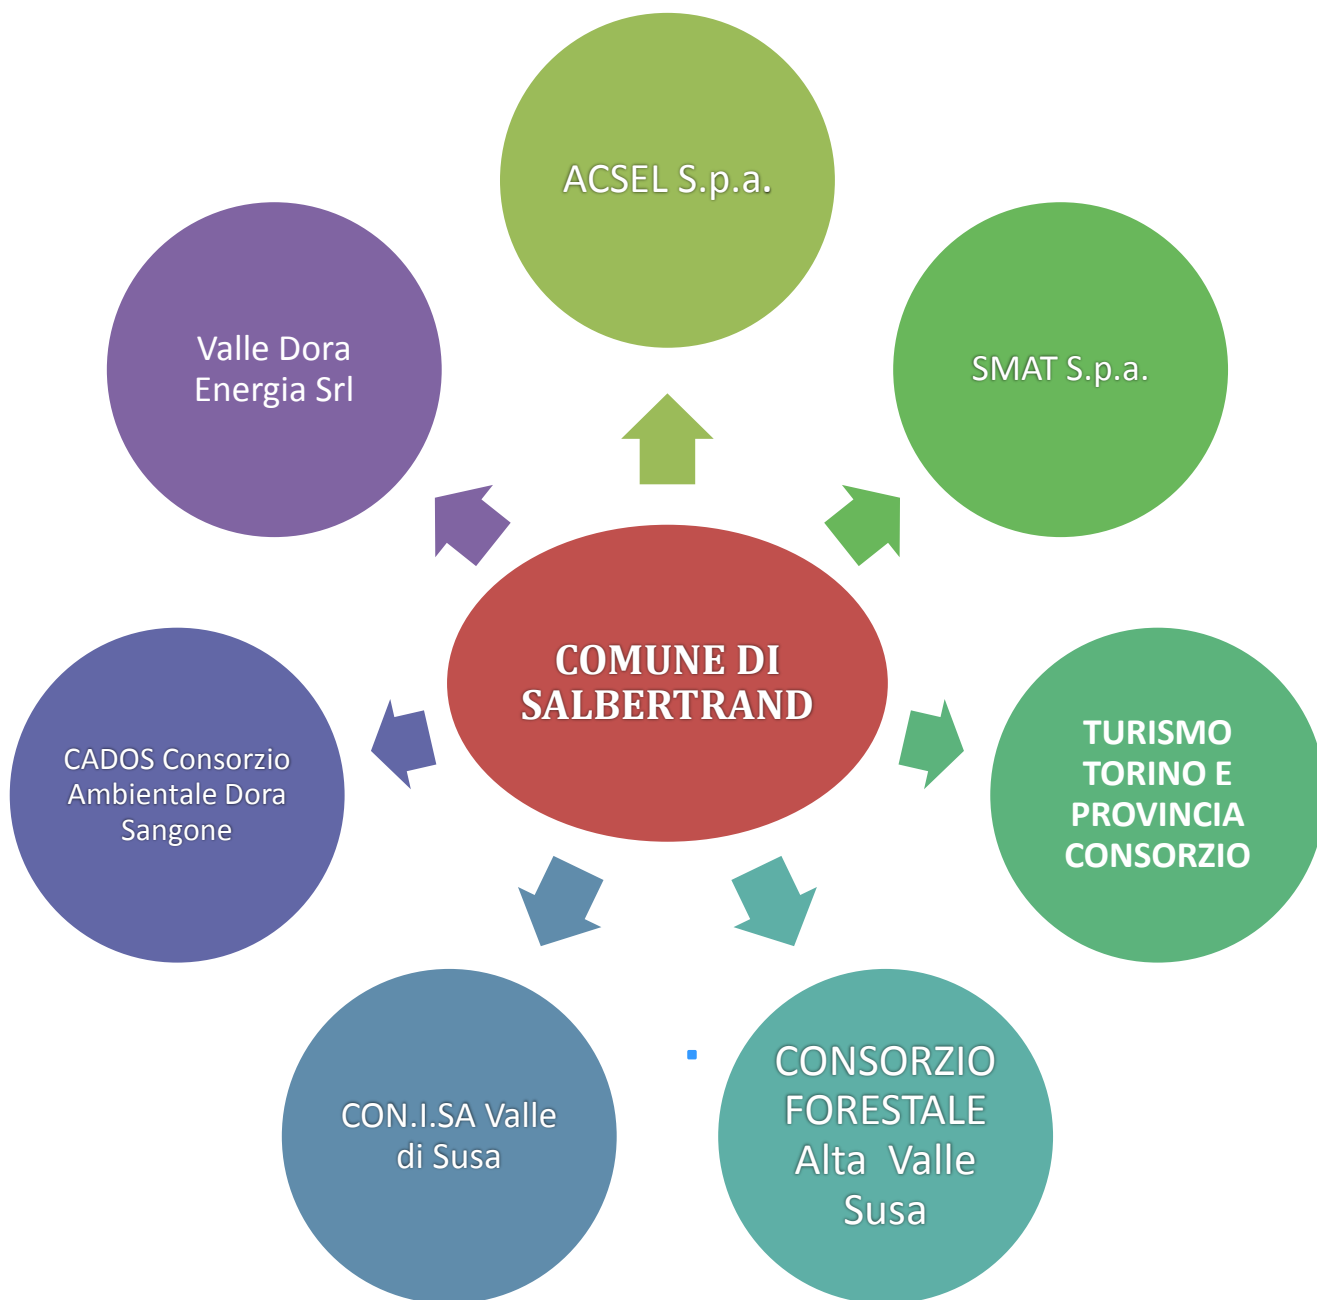 ACSEL S.p.a.
SMAT S.p.a.
Valle Dora
Energia Srl
COMUNE DI
SALBERTRAND
TURISMO
TORINO E
PROVINCIA
CONSORZIO
CADOS Consorzio
Ambientale Dora
Sangone
CONSORZIO
FORESTALE
Alta Valle
Susa
CON.I.SA Valle
di Susa